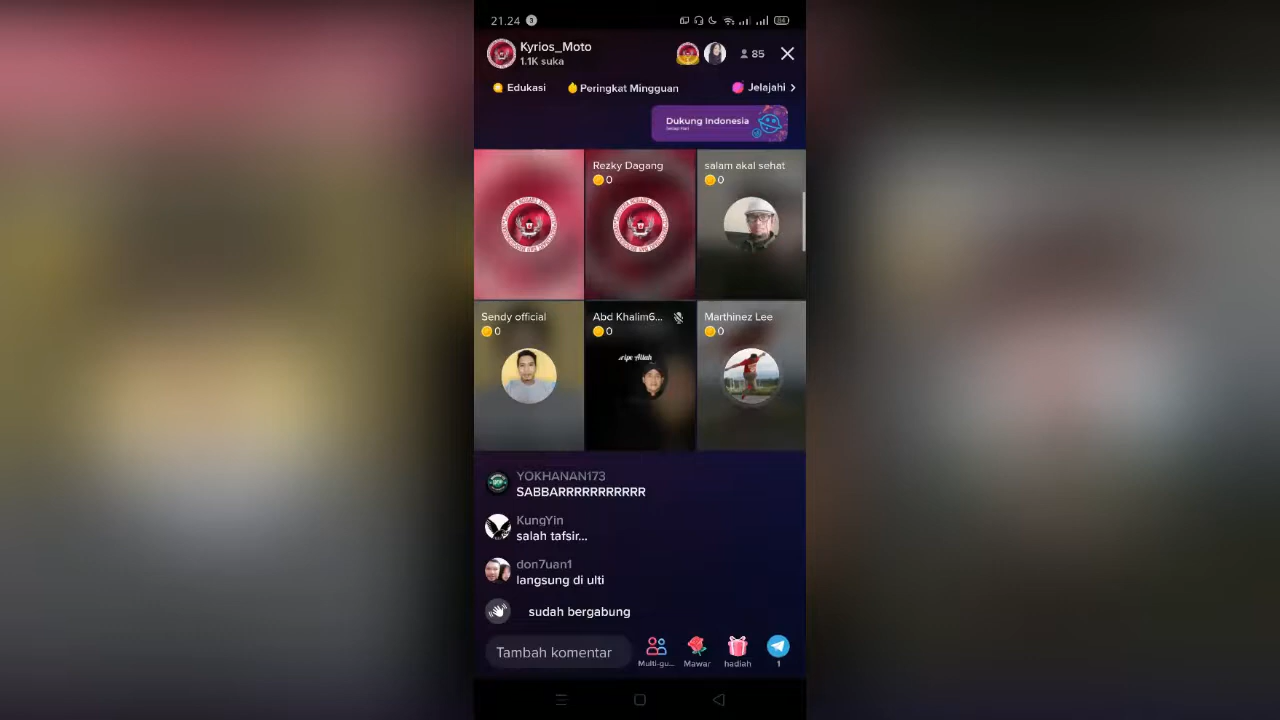 21.24
84
Kyrios_Moto
1.1K suka
85
Edukasi
Peringkat Mingguan
Jelajahi
Dukung Indonesia
Rezky Dagang
0
salam akal sehat
0
Sendy official
0
Abd Khalim6...
0
Marthinez Lee
0
YOKHANAN173
SABBARRRRRRRRRRR
KungYin
salah tafsir...
don7uan1
langsung di ulti
sudah bergabung
Tambah komentar
Multi-gu...
Mawar
hadiah
1